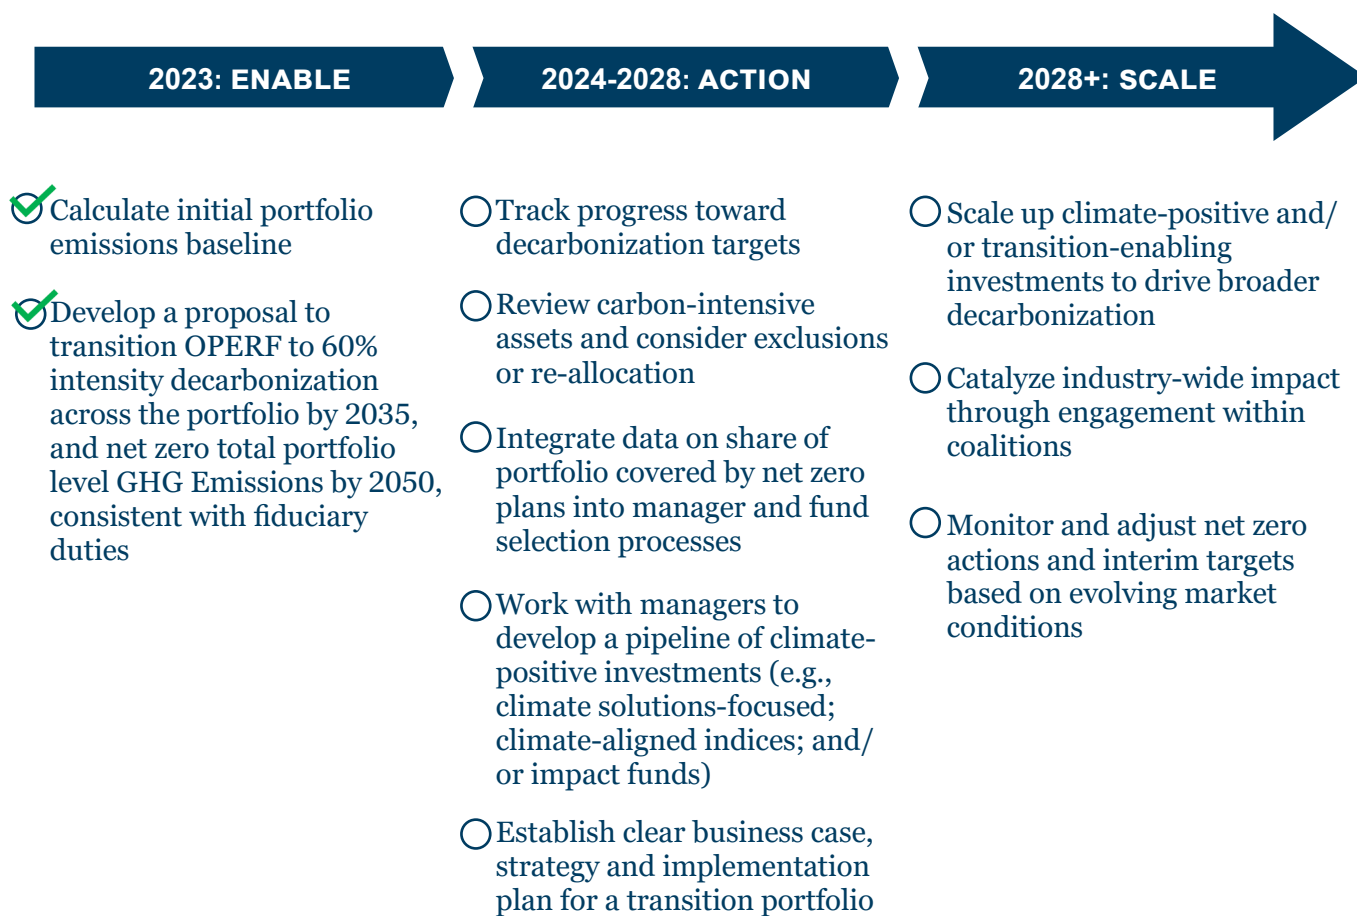 2023: ENABLE
2024-2028: ACTION
2028+: SCALE
Calculate initial portfolio
emissions baseline
Develop a proposal to
transition OPERF to 60%
intensity decarbonization
across the portfolio by 2035,
and net zero total portfolio
level GHG Emissions by 2050,
consistent with fiduciary
duties
Track progress toward
decarbonization targets
Review carbon-intensive
assets and consider exclusions
or re-allocation
Integrate data on share of
portfolio covered by net zero
plans into manager and fund
selection processes
Work with managers to
develop a pipeline of climate-
positive investments (e.g.,
climate solutions-focused;
climate-aligned indices; and/
or impact funds)
Establish clear business case,
strategy and implementation
plan for a transition portfolio
Scale up climate-positive and/
or transition-enabling
investments to drive broader
decarbonization
Catalyze industry-wide impact
through engagement within
coalitions
Monitor and adjust net zero
actions and interim targets
based on evolving market
conditions